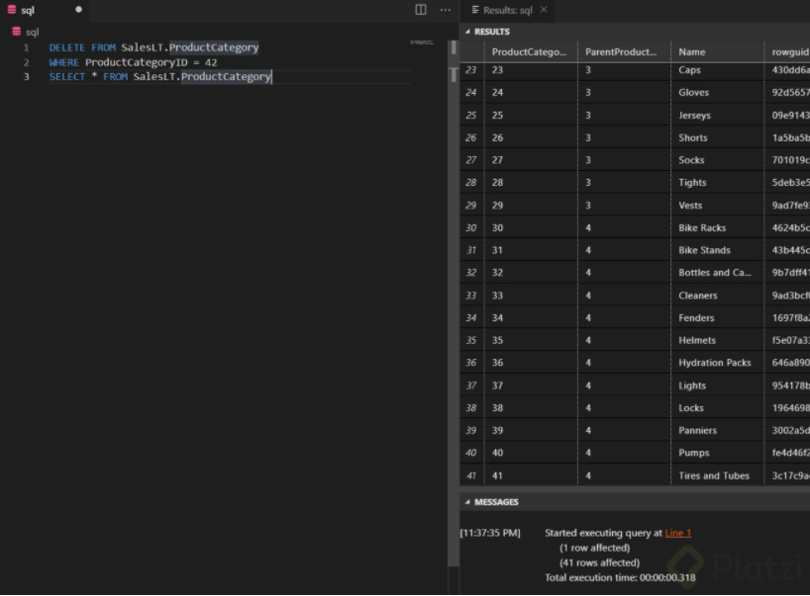 sql
Results: sql
sql
RESULTS
1 DELETE FROM SalesLT.ProductCategory
2 WHERE ProductCategoryID = 42
3 SELECT * FROM SalesLT.ProductCategory
ProductCatego... ParentProduct... Name rowguid
23 23 3 Caps 430dd6a
24 24 3 Gloves 92d5657
25 25 3 Jerseys 09e9143
26 26 3 Shorts 1a5ba5b
27 27 3 Socks 701019c
28 28 3 Tights 5deb3e5
29 29 3 Vests 9ad7fe9
30 30 4 Bike Racks 4624b5c
31 31 4 Bike Stands 43b445c
32 32 4 Bottles and Ca... 9b7dff41
33 33 4 Cleaners 9ad3bcf
34 34 4 Fenders 1697f8a2
35 35 4 Helmets f5e07a3
36 36 4 Hydration Packs 646a890
37 37 4 Lights 954178b
38 38 4 Locks 1964698
39 39 4 Panniers 3002a5d
40 40 4 Pumps fe4d46f2
41 41 4 Tires and Tubes 3c17c9a
MESSAGES
[11:37:35 PM] Started executing query at Line 1
(1 row affected)
(41 rows affected)
Total execution time: 00:00:00.318
Platzi